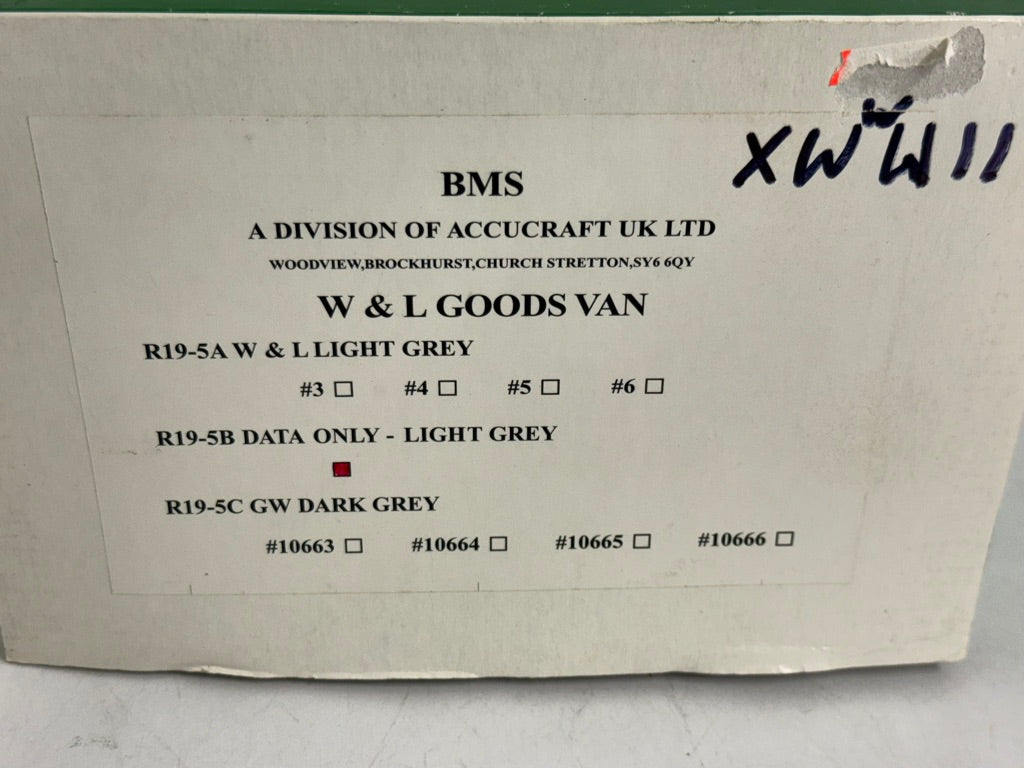 BMS
A DIVISION OF ACCUCRAFT UK LTD
WOODVIEW,BROCKHURST,CHURCH STRETTON,SY6 6QY
W & L GOODS VAN
R19-5A W & L LIGHT GREY
#3 #4 #5 #6
R19-5B DATA ONLY - LIGHT GREY
R19-5C GW DARK GREY
#10663 #10664 #10665 #10666